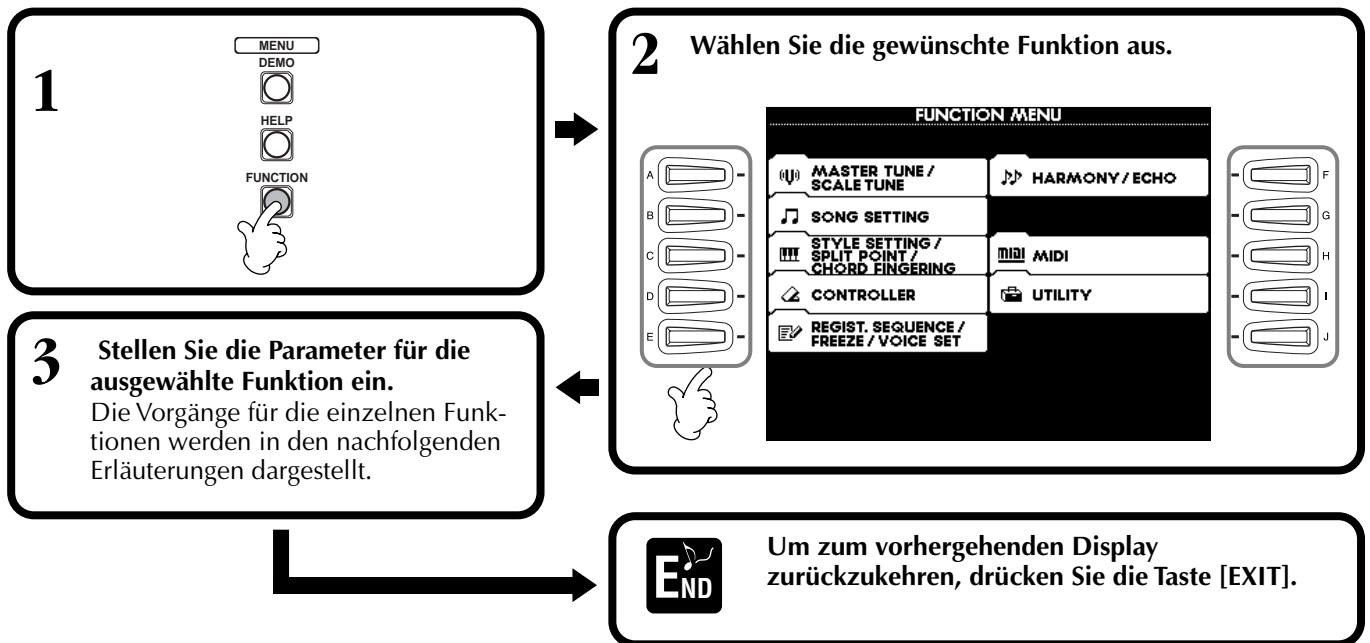 1
MENU
DEMO
HELP
FUNCTION
2 Wählen Sie die gewünschte Funktion aus.
FUNCTION MENU
A
B
C
D
E
MASTER TUNE /
SCALE TUNE
SONG SETTING
STYLE SETTING /
SPLIT POINT /
CHORD FINGERING
CONTROLLER
REGIST. SEQUENCE /
FREEZE / VOICE SET
HARMONY / ECHO
MIDI MIDI
UTILITY
F
G
H
I
J
3 Stellen Sie die Parameter für die
ausgewählte Funktion ein.
Die Vorgänge für die einzelnen Funk-
tionen werden in den nachfolgenden
Erläuterungen dargestellt.
END
Um zum vorhergehenden Display
zurückzukehren, drücken Sie die Taste [EXIT].